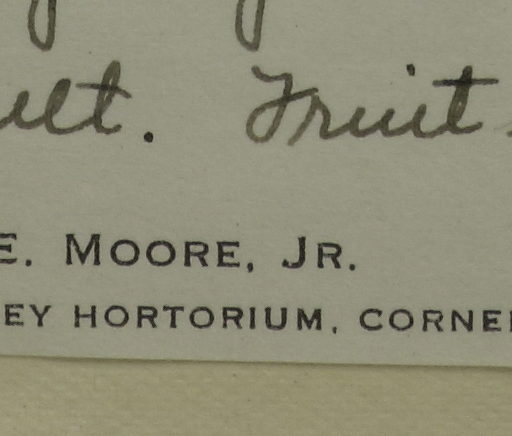 ult. Fruit
E. MOORE, JR.
EY HORTORIUM, CORNE